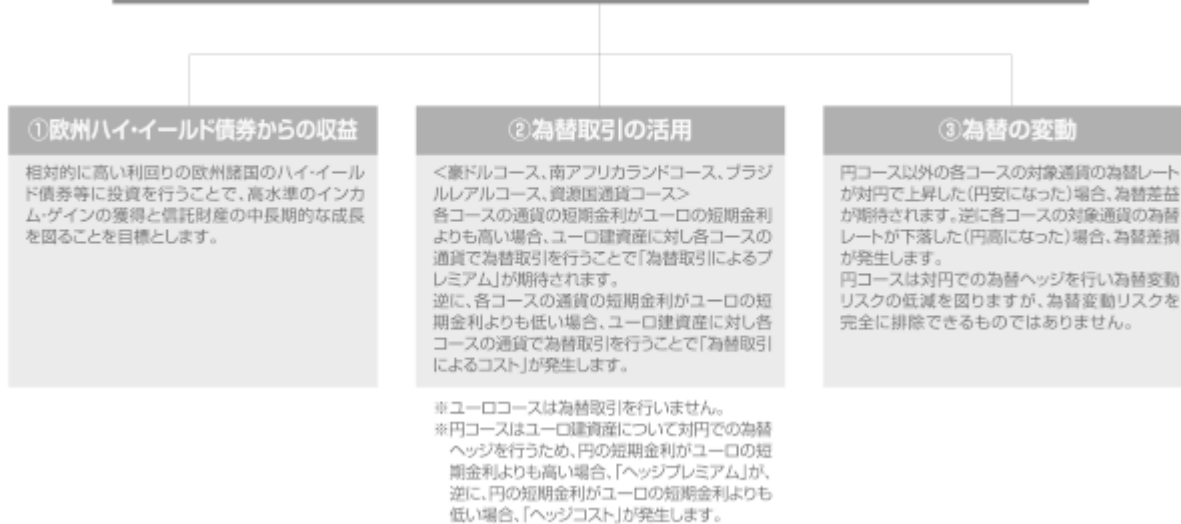 ①欧州ハイ・イールド債券からの収益
相対的に高い利回りの欧州諸国のハイ・イール
ド債券等に投資を行うことで、高水準のインカ
ム・ゲインの獲得と信託財産の中長期的な成長
を図ることを目標とします。
②為替取引の活用
<豪ドルコース、南アフリカランドコース、ブラジ
ルレアルコース、資源国通貨コース>
各コースの通貨の短期金利がユーロの短期金利
よりも高い場合、ユーロ建資産に対し各コースの
通貨で為替取引を行うことで「為替取引によるプ
レミアム」が期待されます。
逆に、各コースの通貨の短期金利がユーロの短
期金利よりも低い場合、ユーロ建資産に対し各
コースの通貨で為替取引を行うことで「為替取引
によるコスト」が発生します。
※ユーロコースは為替取引を行いません。
※円コースはユーロ建資産について対円での為替
ヘッジを行うため、円の短期金利がユーロの短
期金利よりも高い場合、「ヘッジプレミアム」が、
逆に、円の短期金利がユーロの短期金利よりも
低い場合、「ヘッジコスト」が発生します。
③為替の変動
円コース以外の各コースの対象通貨の為替レート
が対円で上昇した(円安になった)場合、為替差益
が期待されます。逆に各コースの対象通貨の為替
レートが下落した(円高になった)場合、為替差損
が発生します。
円コースは対円での為替ヘッジを行い為替変動
リスクの低減を図りますが、為替変動リスクを
完全に排除できるものではありません。